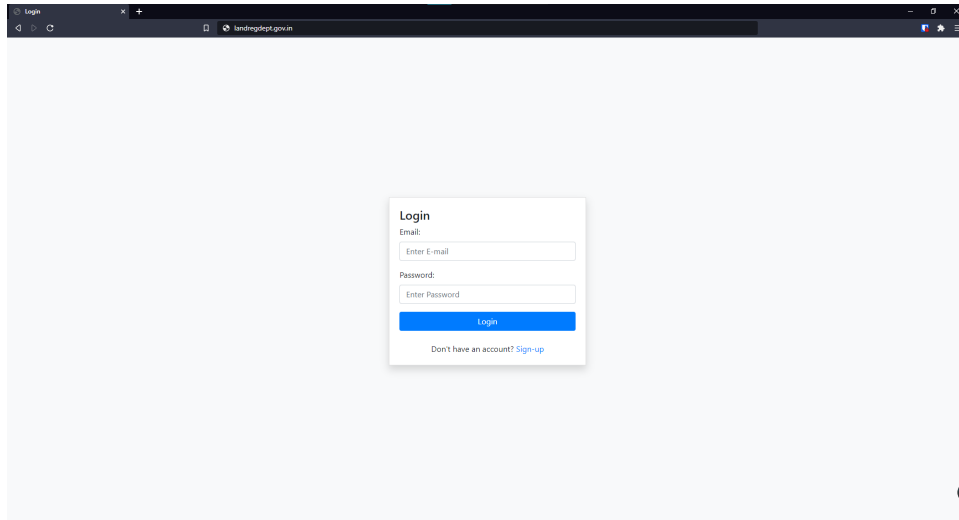 Login
landregdept.gov.in
Login
Email:
Enter E-mail
Password:
Enter Password
Login
Don't have an account? Sign-up